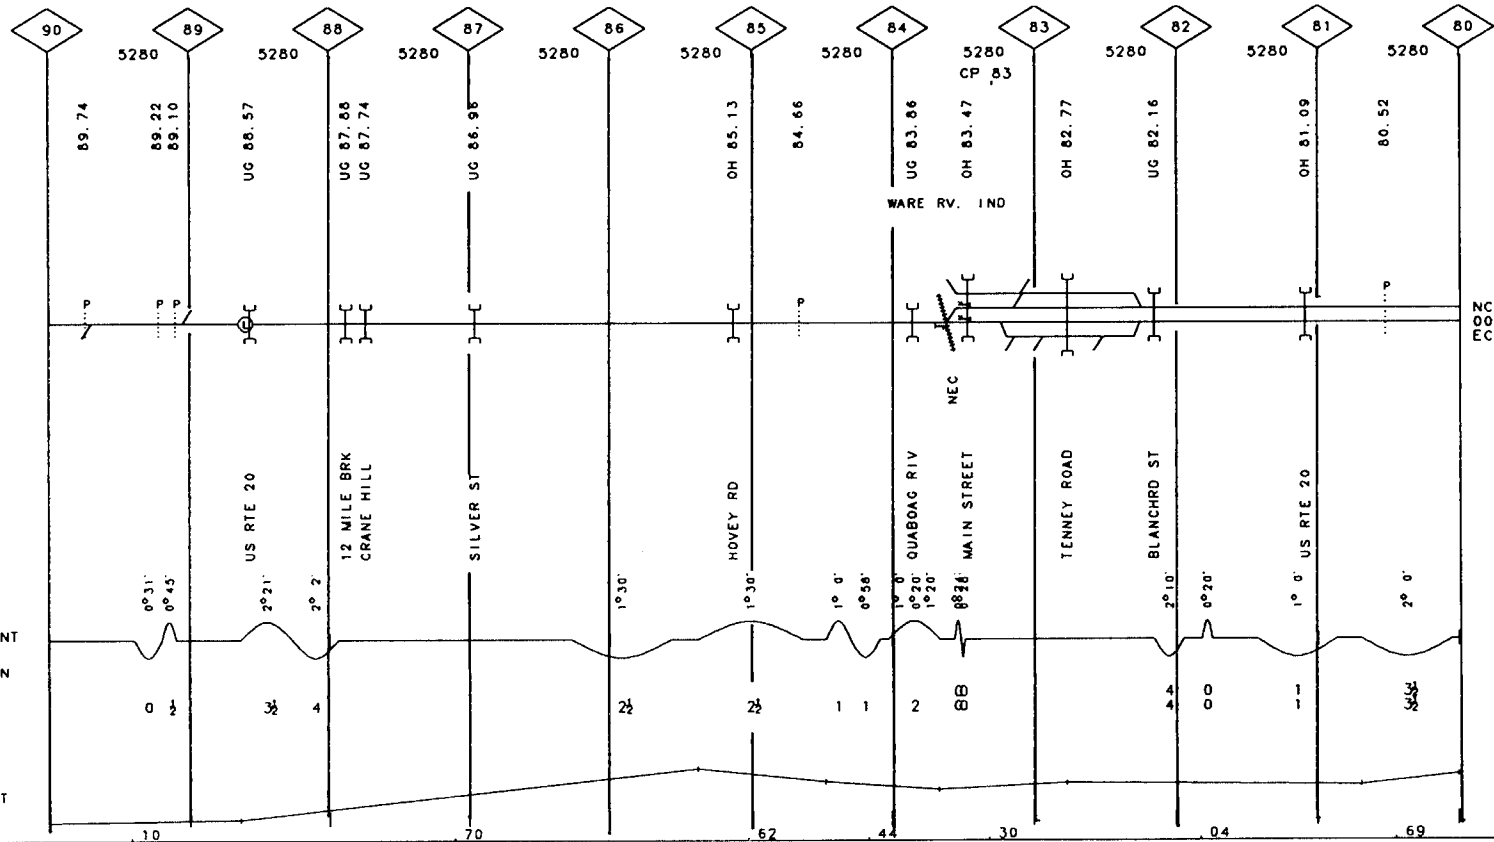 90 89 88 87 86 85 84 83 82 81 80
5280 5280 5280 5280 5280 5280 5280 5280 5280 5280
CP 83
89.74
89.22
89.10
UG 88.57
UG 87.88
UG 87.74
UG 86.96
OH 85.13
84.66
UG 83.86
OH 83.47
OH 82.77
UG 82.16
OH 81.09
80.52
WARE RV. IND
P P P P P
L
NC
00
EC
NEC
US RTE 20
12 MILE BRK
CRANE HILL
SILVER ST
HOVEY RD
QUABOAG RIV
MAIN STREET
TENNEY ROAD
BLANCHRD ST
US RTE 20
0°31'
0°45'
2°21'
2° 2'
1°30'
1°30'
1° 0'
0°58'
1° 0'
0°20'
1°20'
2°10'
0°20'
1° 0'
2° 0'
NT
N
4 0 1 3½
0 ½ 3½ 4 2½ 2½ 1 1 2 4 0 1 3½
T
.10 .70 .62 .44 .30 .04 .69